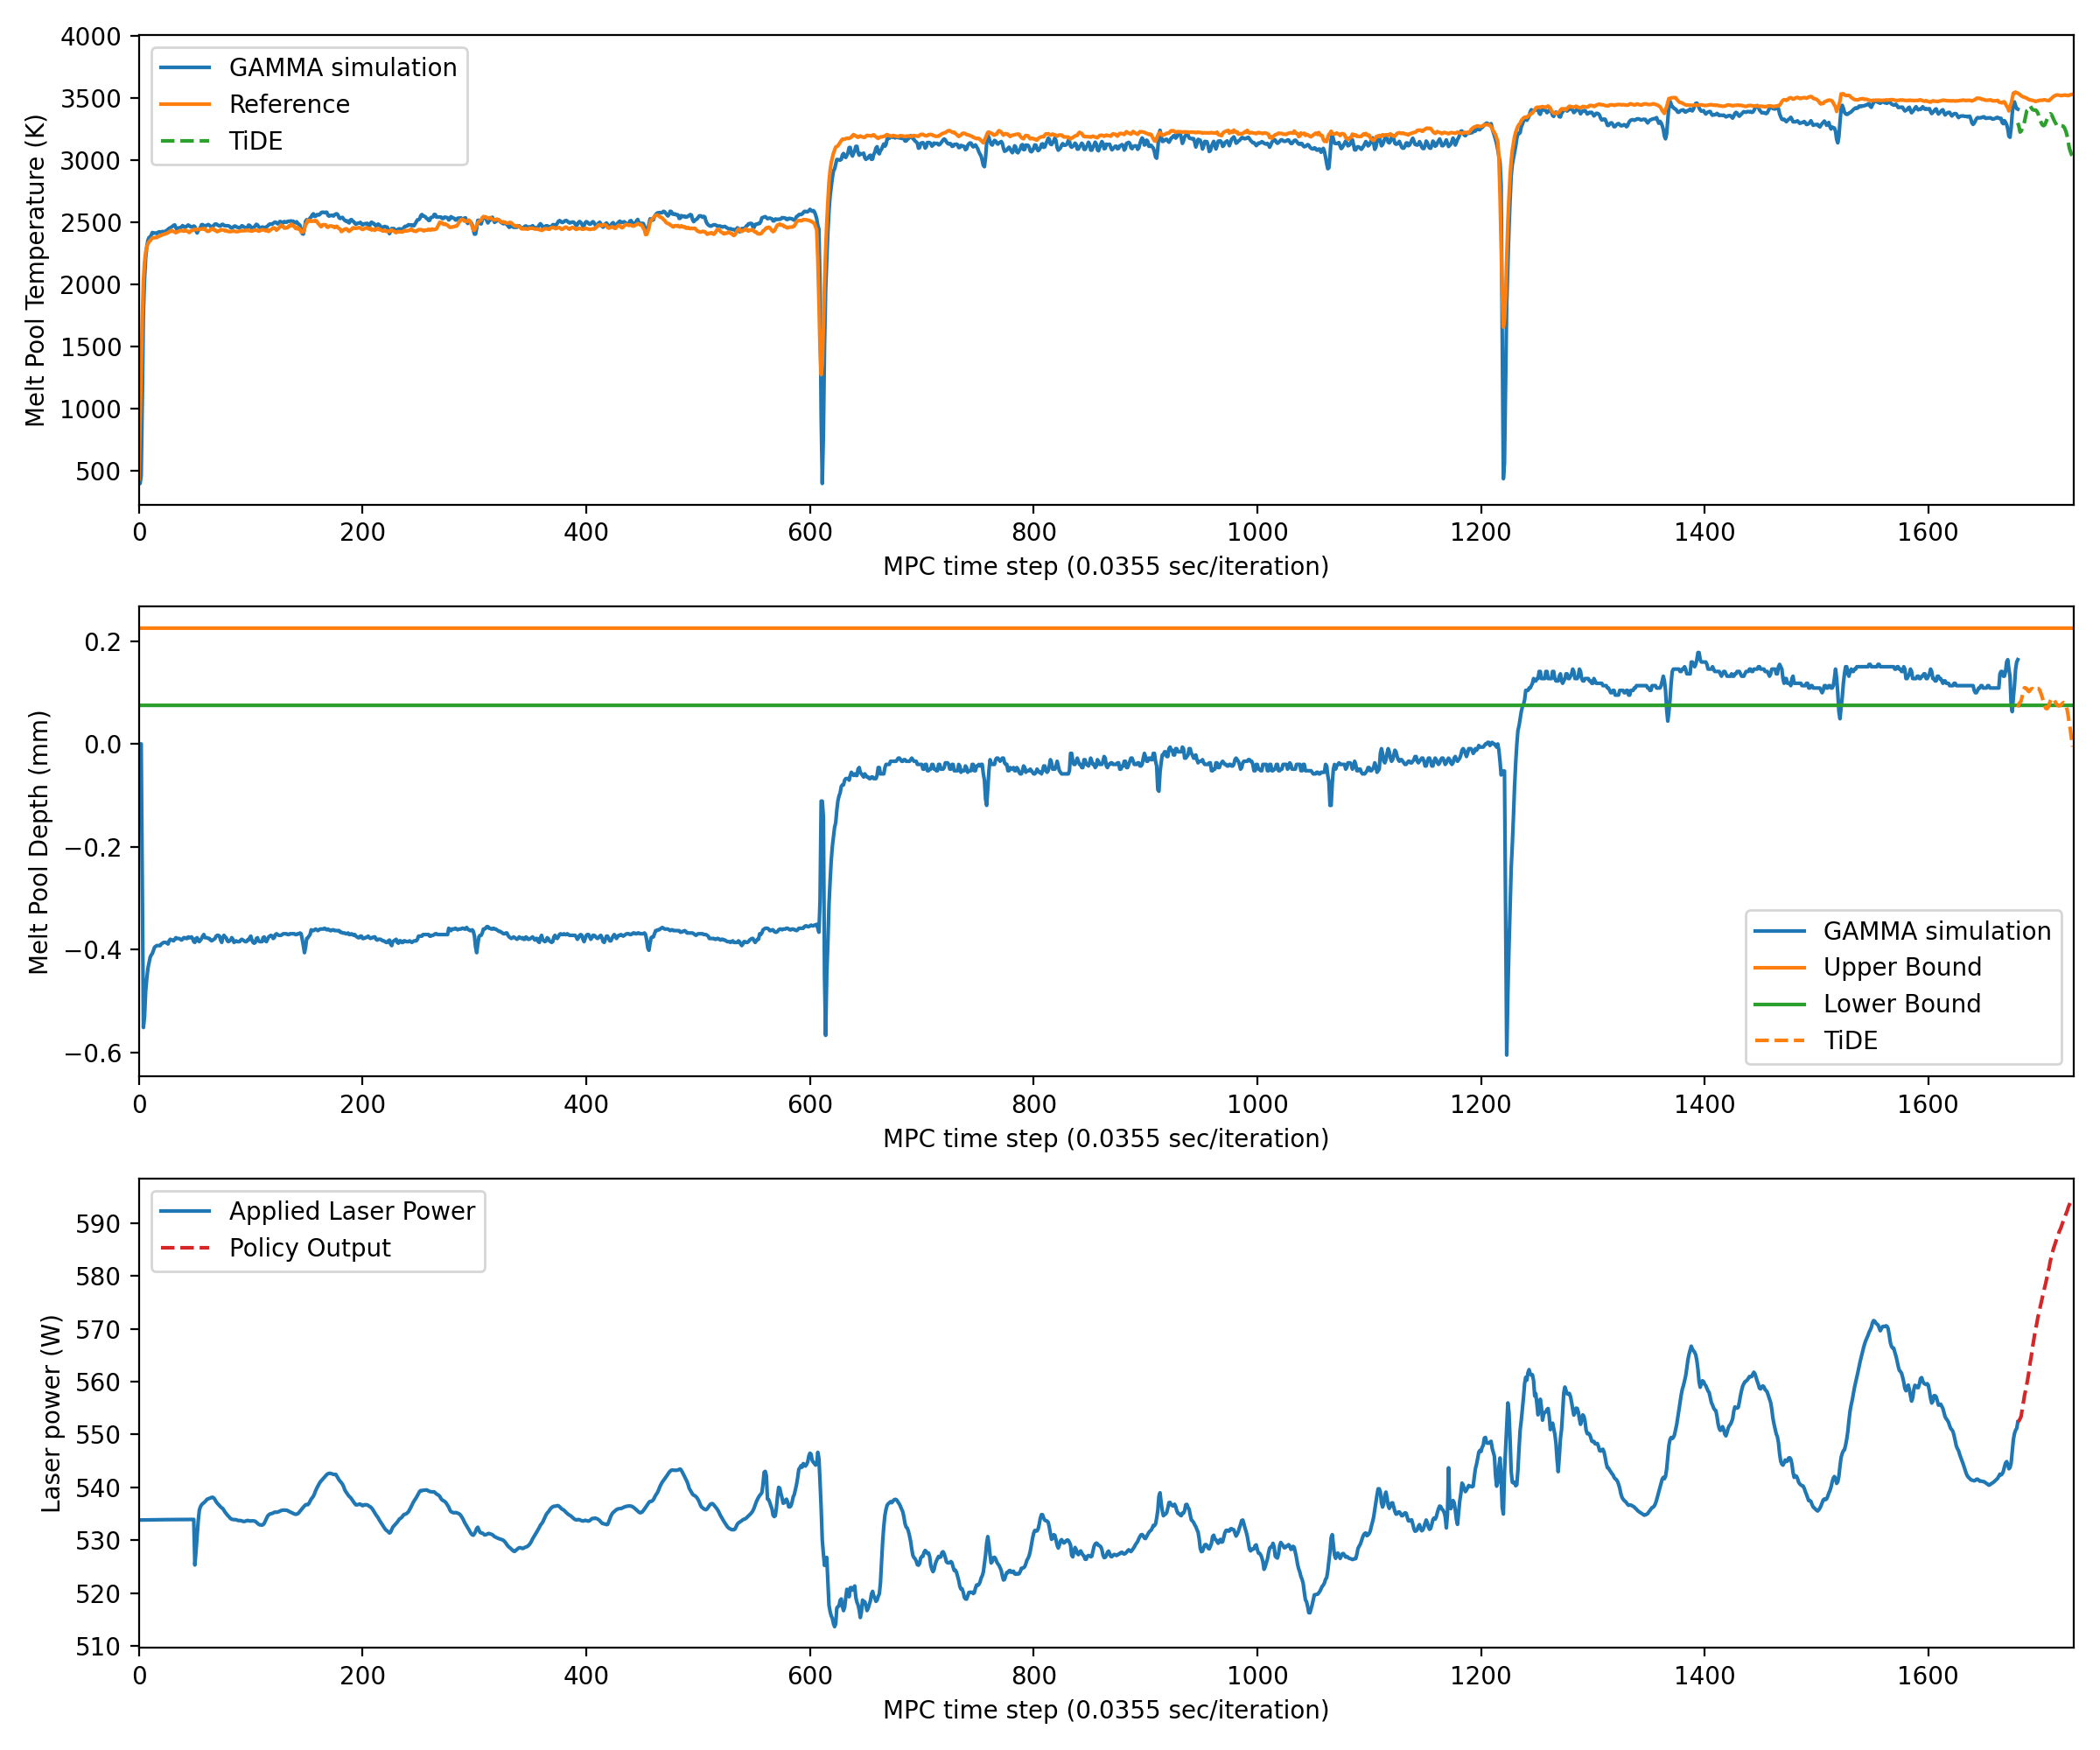 4000
3500
3000
2500
2000
1500
1000
500
Melt Pool Temperature (K)
GAMMA simulation
Reference
TiDE
0 200 400 600 800 1000 1200 1400 1600
MPC time step (0.0355 sec/iteration)
0.2
0.0
−0.2
−0.4
−0.6
Melt Pool Depth (mm)
GAMMA simulation
Upper Bound
Lower Bound
TiDE
0 200 400 600 800 1000 1200 1400 1600
MPC time step (0.0355 sec/iteration)
590
580
570
560
550
540
530
520
510
Laser power (W)
Applied Laser Power
Policy Output
0 200 400 600 800 1000 1200 1400 1600
MPC time step (0.0355 sec/iteration)